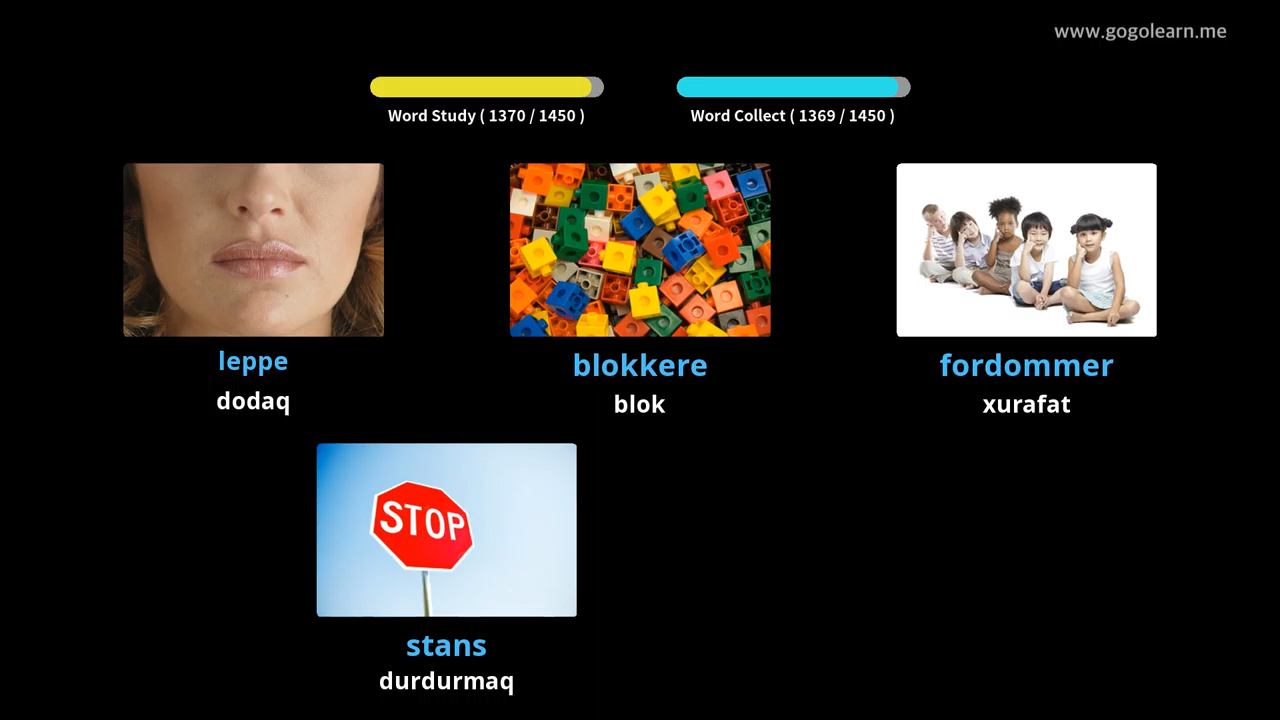 www.gogolearn.me
Word Study ( 1370 / 1450 )
Word Collect ( 1369 / 1450 )
leppe
dodaq
blokkere
blok
fordommer
xurafat
STOP
stans
durdurmaq